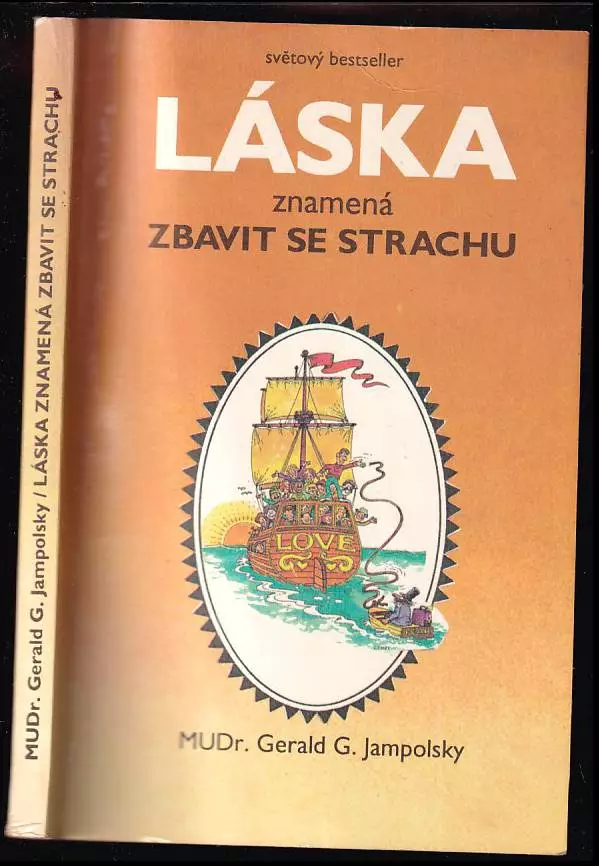 světový bestseller
LÁSKA
znamená
ZBAVIT SE STRACHU
LOVE
MUDr. Gerald G. Jampolsky
MUDr. Gerald G. Jampolsky / LÁSKA ZNAMENÁ ZBAVIT SE STRACHU